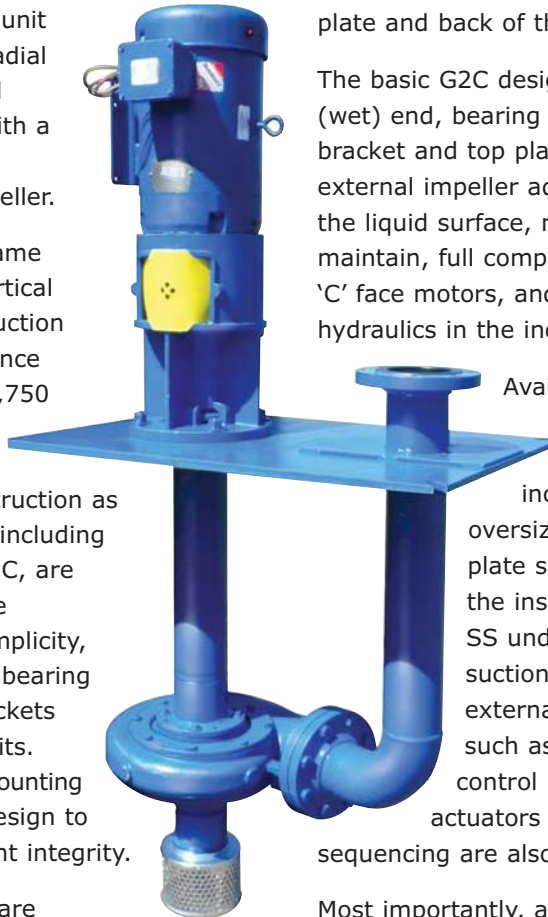 unit
adial
ith a
eller.
ame
rtical
uction
nce
,750
truction as
including
C, are
e
mplicity,
bearing
ckets
its.
ounting
esign to
nt integrity.
are
plate and back of th
The basic G2C desig
(wet) end, bearing
bracket and top pla
external impeller ad
the liquid surface, r
maintain, full comp
‘C’ face motors, and
hydraulics in the inc
Avai
inc
oversiz
plate s
the ins
SS und
suction
externa
such as
control
actuators
sequencing are also
Most importantly, a